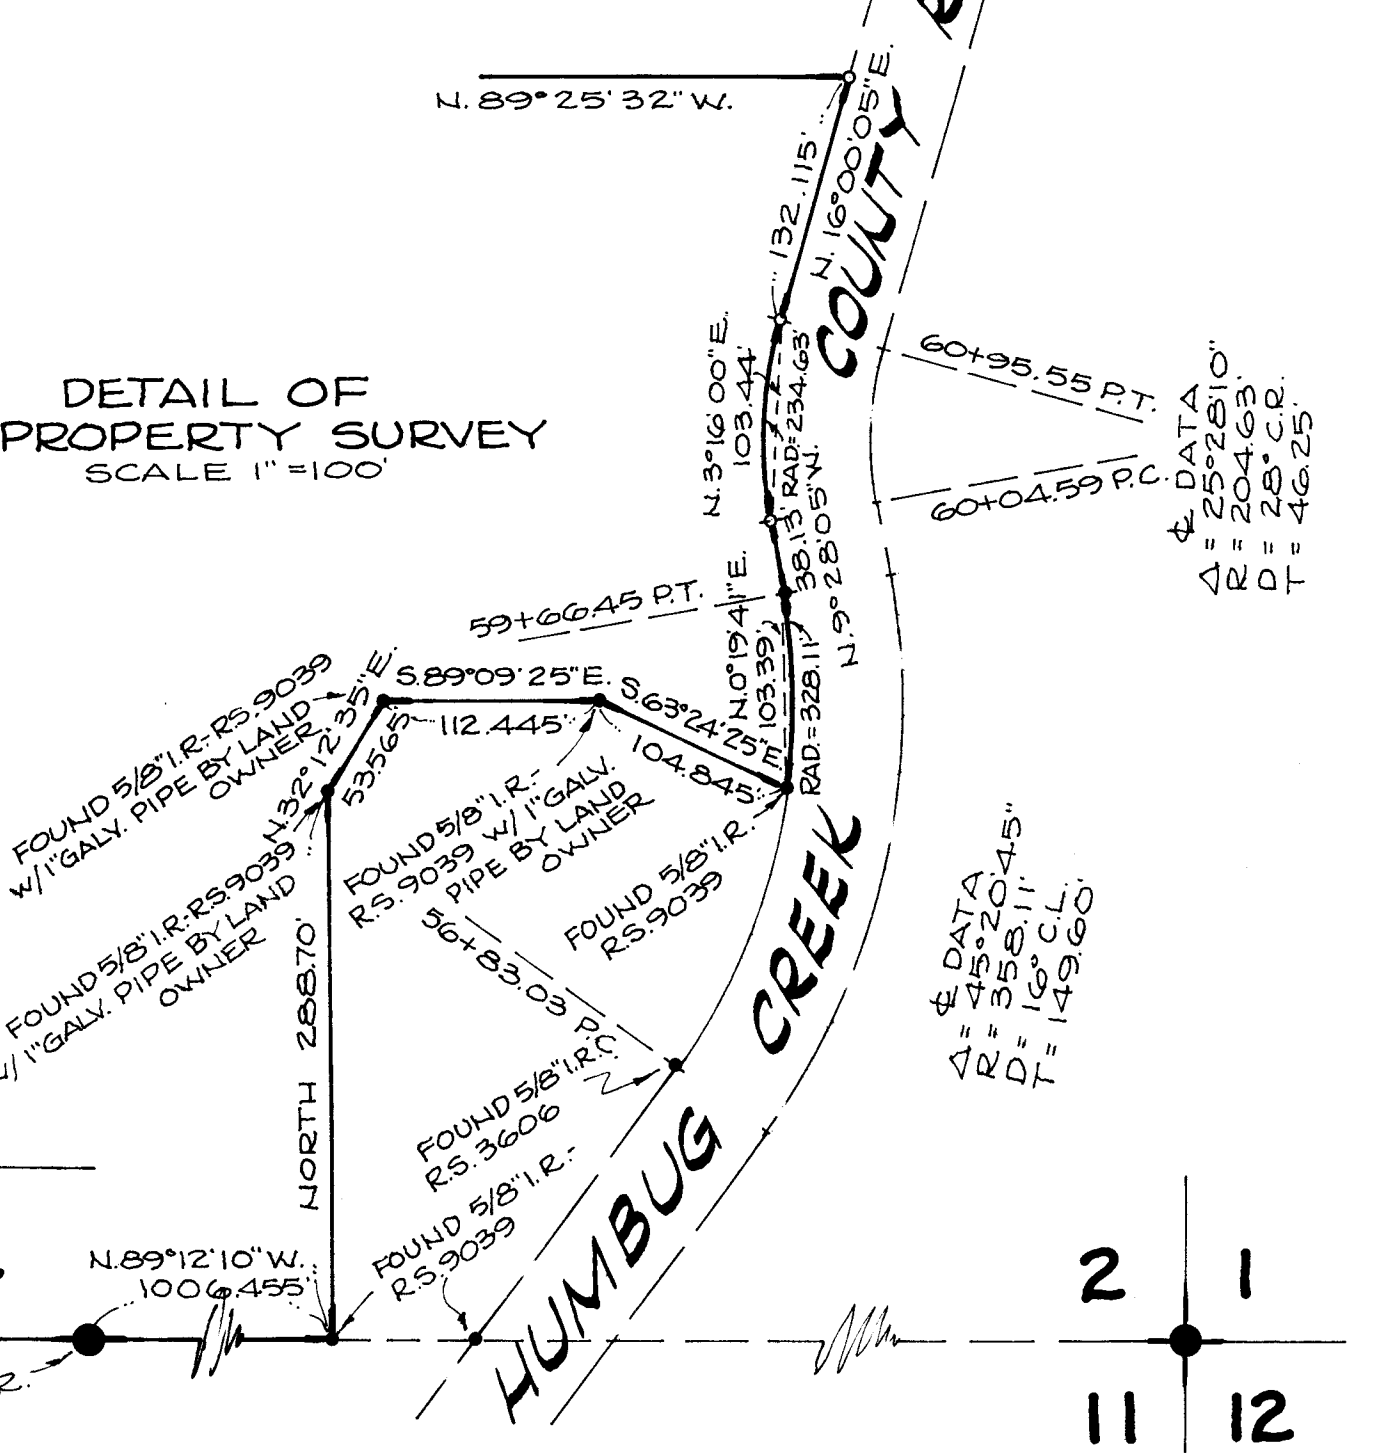 N. 89° 25' 32" W.
132.115'
N. 16°00'05" E.
COUNTY
DETAIL OF
PROPERTY SURVEY
SCALE 1" = 100'
N. 3°16'00" E.
103.44'
RAD.=234.63'
60+95.55 P.T.
60+04.59 P.C.
℄ DATA
Δ = 25°28'10"
R = 204.63'
D = 28° C.R.
T = 46.25'
38.13'
N. 9°28'05" W.
59+66.45 P.T.
N. 0°19'41" E.
103.39'
RAD.=328.11'
S. 89°09'25" E.
112.445'
S. 63°24'25" E.
104.845'
N. 32°12'35" E.
53.565'
FOUND 5/8" I.R.-R.S. 9039
W/ 1" GALV. PIPE BY LAND
OWNER
FOUND 5/8" I.R.-R.S. 9039
W/ 1" GALV. PIPE BY LAND
OWNER
FOUND 5/8" I.R.-
R.S. 9039 W/ 1" GALV.
PIPE BY LAND
OWNER
FOUND 5/8" I.R.
R.S. 9039
56+83.03 P.C.
℄ DATA
Δ = 45°20'45"
R = 358.11'
D = 16° C.L.
T = 149.60'
CREEK
NORTH 288.70'
FOUND 5/8" I.R.
R.S. 3606
FOUND 5/8" I.R.-
R.S. 9039
HUMBUG
N. 89°12'10" W.
1006.455'
R.
2 1
11 12